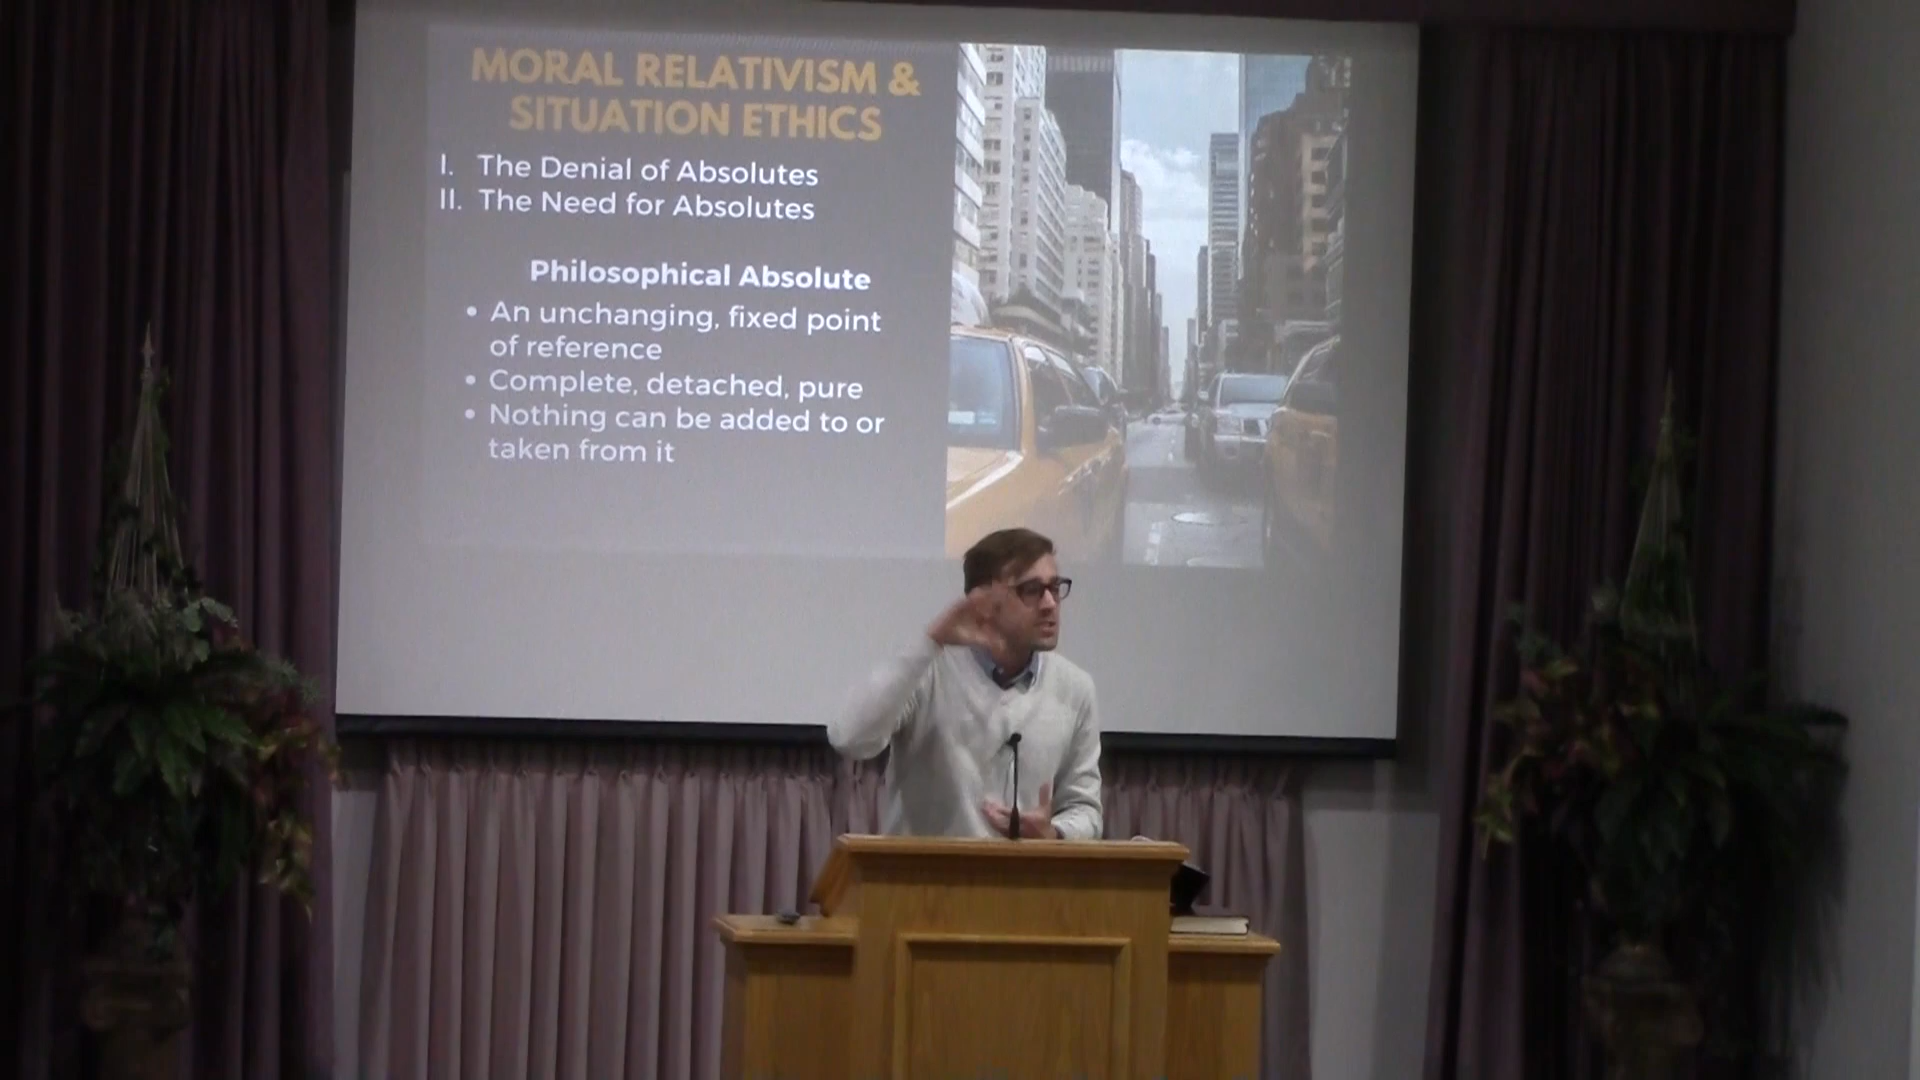 MORAL RELATIVISM &
SITUATION ETHICS
I. The Denial of Absolutes
II. The Need for Absolutes
Philosophical Absolute
• An unchanging, fixed point
of reference
• Complete, detached, pure
• Nothing can be added to or
taken from it